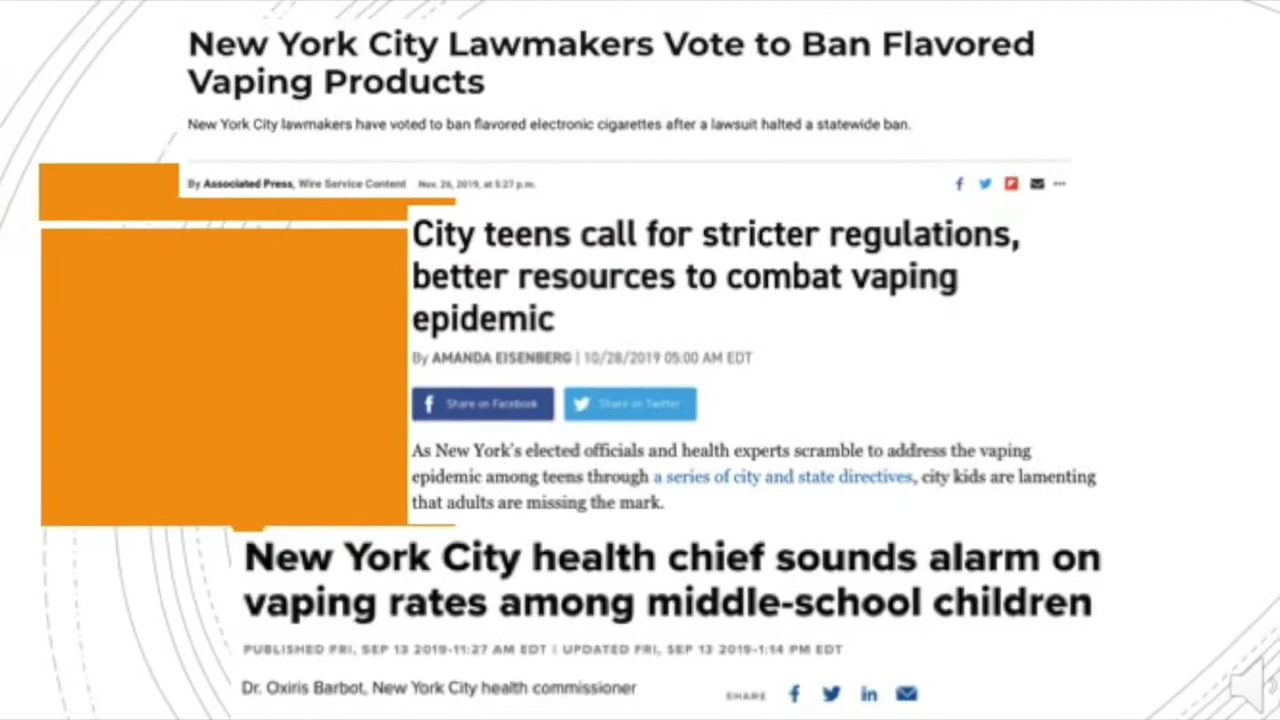 New York City Lawmakers Vote to Ban Flavored
Vaping Products
New York City lawmakers have voted to ban flavored electronic cigarettes after a lawsuit halted a statewide ban.
By Associated Press, Wire Service Content Nov. 26, 2019, at 5:27 p.m.
City teens call for stricter regulations,
better resources to combat vaping
epidemic
By AMANDA EISENBERG | 10/28/2019 05:00 AM EDT
Share on Facebook Share on Twitter
As New York's elected officials and health experts scramble to address the vaping
epidemic among teens through a series of city and state directives, city kids are lamenting
that adults are missing the mark.
New York City health chief sounds alarm on
vaping rates among middle-school children
PUBLISHED FRI, SEP 13 2019-11:27 AM EDT | UPDATED FRI, SEP 13 2019-1:14 PM EDT
Dr. Oxiris Barbot, New York City health commissioner
SHARE